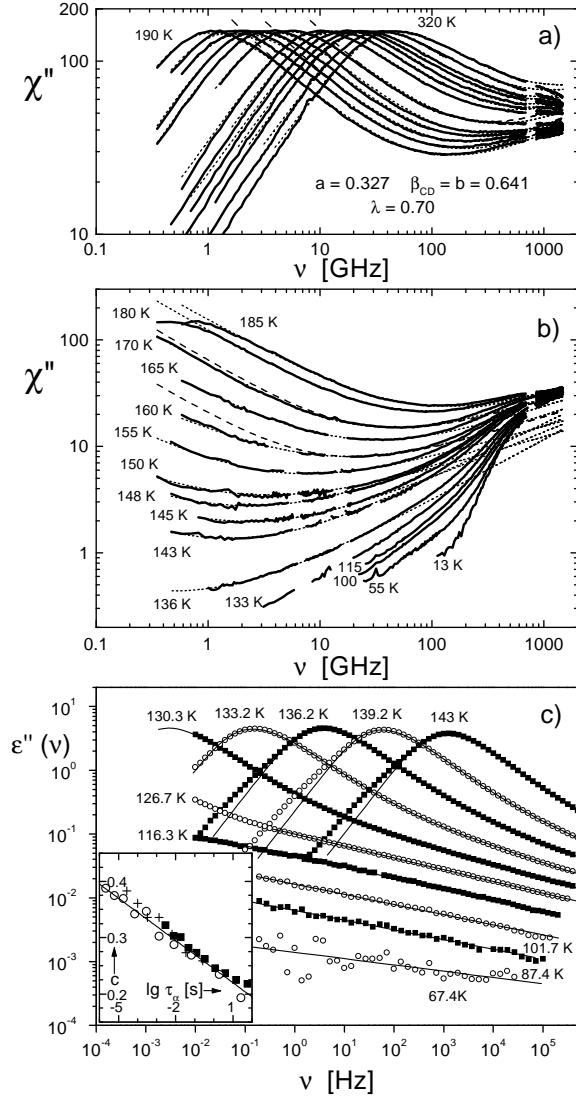 200
a)
190 K
320 K
χ"
100
a = 0.327 β_CD = b = 0.641
λ = 0.70
10
0.1 1 10 100 1000
ν [GHz]
b)
180 K
185 K
100
170 K
χ"
165 K
160 K
10
155 K
150 K
148 K
145 K
143 K
1
115
100
13 K
55 K
136 K
133 K
0.1 1 10 100 1000
ν [GHz]
c)
10^1
130.3 K
133.2 K
136.2 K
139.2 K
143 K
ε" (ν)
10^0
126.7 K
10^-1
116.3 K
10^-2
101.7 K
87.4 K
10^-3
67.4K
10^-4
0.4
0.3
c
0.2
lg τ_α [s]
-5 -2 1
10^-4 10^-3 10^-2 10^-1 10^0 10^1 10^2 10^3 10^4 10^5
ν [Hz]